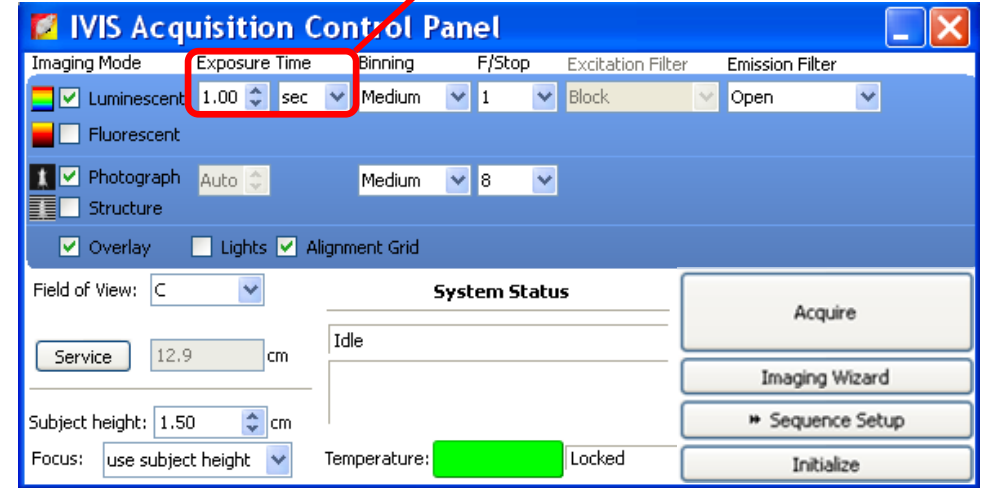 IVIS Acquisition Control Panel
Imaging Mode Exposure Time Binning F/Stop Excitation Filter Emission Filter
Luminescent 1.00 sec Medium 1 Block Open
Fluorescent
Photograph Auto Medium 8
Structure
Overlay Lights Alignment Grid
Field of View: C System Status Acquire
Idle
Service 12.9 cm
Imaging Wizard
Subject height: 1.50 cm Sequence Setup
Focus: use subject height Temperature: Locked Initialize